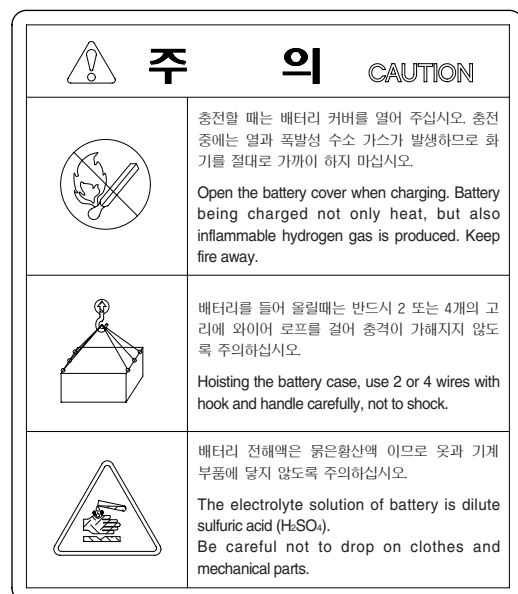 주 의 CAUTION
충전할 때는 배터리 커버를 열어 주십시오. 충전
중에는 열과 폭발성 수소 가스가 발생하므로 화
기를 절대로 가까이 하지 마십시오.
Open the battery cover when charging. Battery
being charged not only heat, but also
inflammable hydrogen gas is produced. Keep
fire away.
배터리를 들어 올릴때는 반드시 2 또는 4개의 고
리에 와이어 로프를 걸어 충격이 가해지지 않도
록 주의하십시오.
Hoisting the battery case, use 2 or 4 wires with
hook and handle carefully, not to shock.
배터리 전해액은 묽은황산액 이므로 옷과 기계
부품에 닿지 않도록 주의하십시오.
The electrolyte solution of battery is dilute
sulfuric acid (H₂SO₄).
Be careful not to drop on clothes and
mechanical parts.